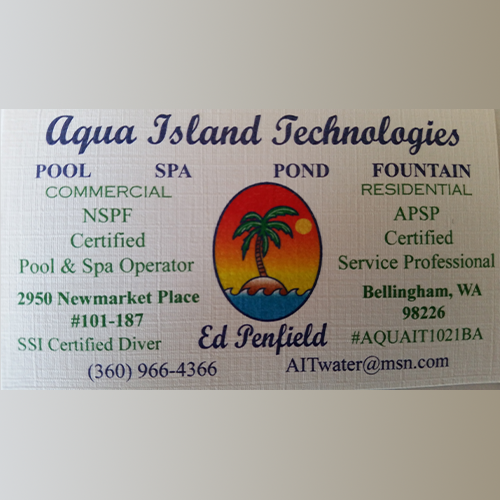 Aqua Island Technologies
POOL SPA POND FOUNTAIN
COMMERCIAL RESIDENTIAL
NSPF APSP
Certified Certified
Pool & Spa Operator Service Professional
2950 Newmarket Place Bellingham, WA
#101-187 98226
SSI Certified Diver Ed Penfield #AQUAIT1021BA
(360) 966-4366 AITwater@msn.com